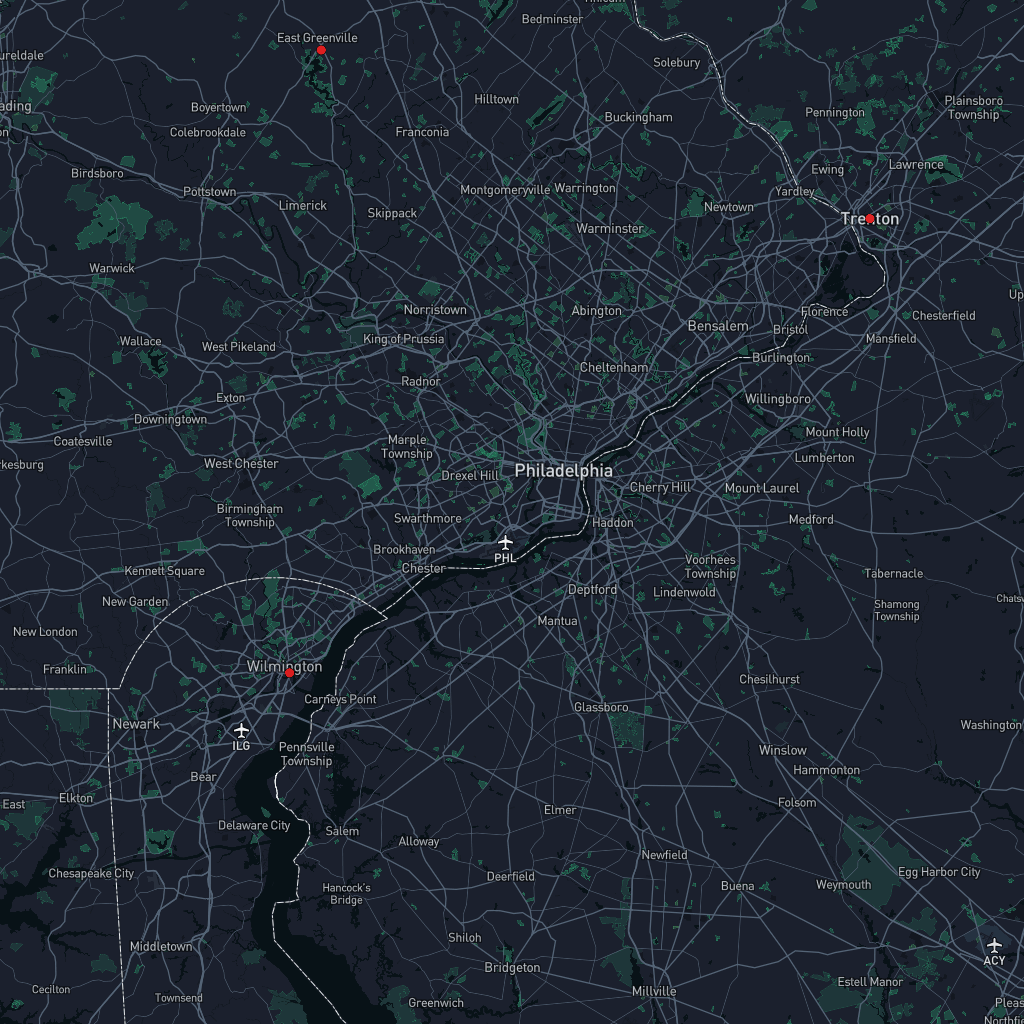 Bedminster
East Greenville
Solebury
Hilltown
Boyertown
Buckingham
Pennington
Plainsboro
Township
Colebrookdale
Franconia
Birdsboro
Ewing
Lawrence
Pottstown
Montgomeryville
Warrington
Yardley
Limerick
Skippack
Newtown
Trenton
Warminster
Warwick
Norristown
Abington
Florence
Chesterfield
Bensalem
Bristol
Wallace
West Pikeland
King of Prussia
Mansfield
Burlington
Cheltenham
Radnor
Exton
Willingboro
Downingtown
Coatesville
Marple
Township
Mount Holly
West Chester
Drexel Hill
Philadelphia
Lumberton
Cherry Hill
Mount Laurel
Birmingham
Township
Swarthmore
Haddon
Medford
Brookhaven
PHL
Chester
Kennett Square
Voorhees
Township
Tabernacle
Deptford
Lindenwold
New Garden
Shamong
Township
Mantua
New London
Franklin
Wilmington
Chesilhurst
Carneys Point
Glassboro
Newark
Washington
ILG
Pennsville
Township
Winslow
Bear
Hammonton
East
Elkton
Elmer
Folsom
Delaware City
Salem
Alloway
Newfield
Chesapeake City
Deerfield
Egg Harbor City
Hancock's
Bridge
Buena
Weymouth
Shiloh
Middletown
ACY
Bridgeton
Estell Manor
Cecilton
Townsend
Greenwich
Millville